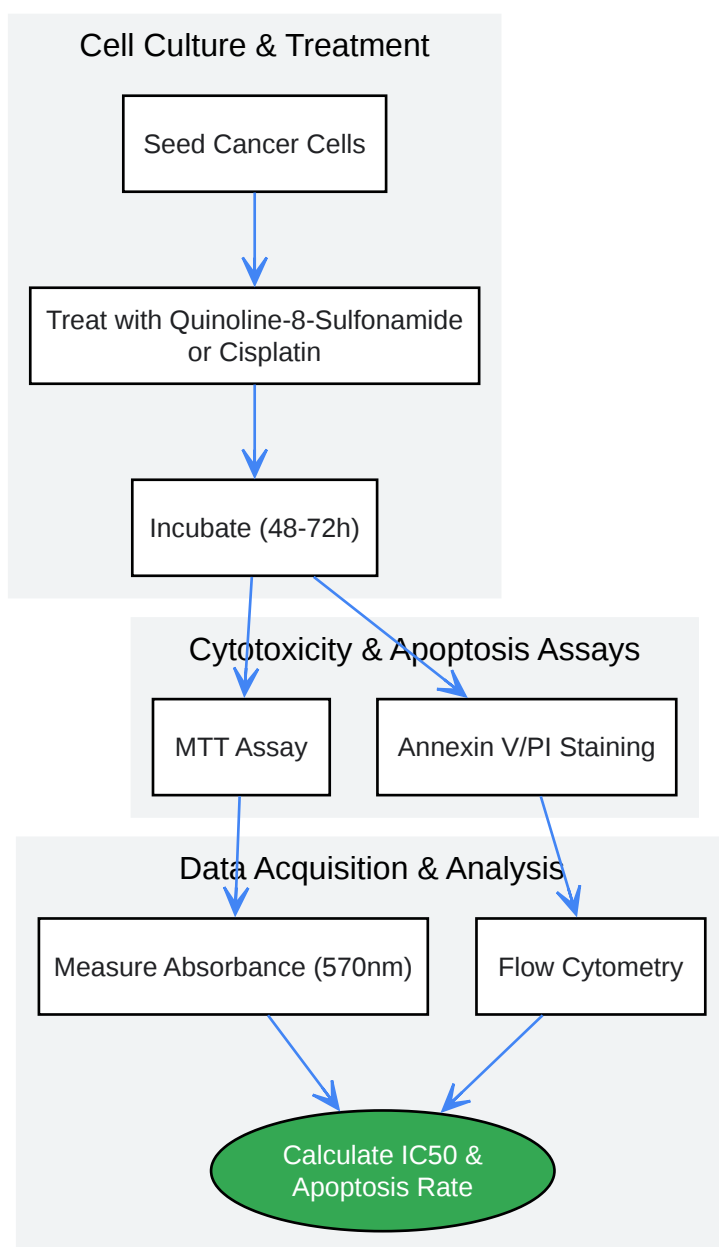 Cell Culture & Treatment
Seed Cancer Cells
Treat with Quinoline-8-Sulfonamide
or Cisplatin
Incubate (48-72h)
Cytotoxicity & Apoptosis Assays
MTT Assay
Annexin V/PI Staining
Data Acquisition & Analysis
Measure Absorbance (570nm)
Flow Cytometry
Calculate IC50 &
Apoptosis Rate